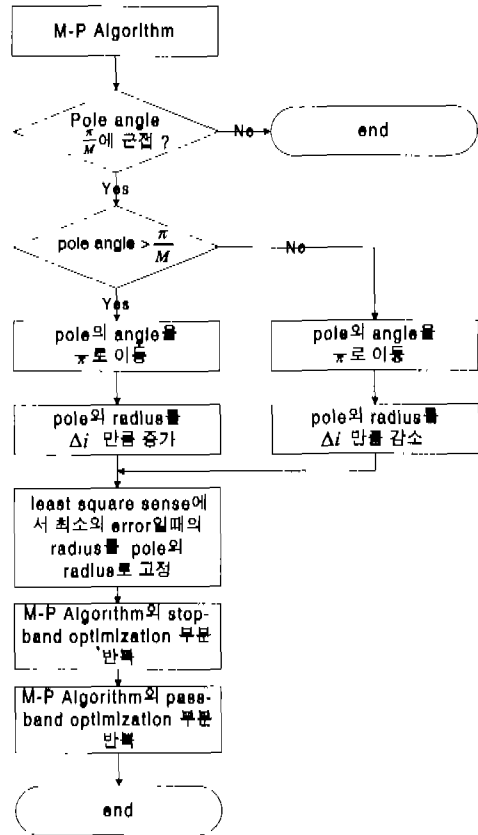 M-P Algorithm
Pole angle
π/M에 근접 ?
No
end
Yes
pole angle > π/M
No
Yes
pole의 angle을
π로 이동
pole의 angle을
π로 이동
pole의 radius를
Δi 만큼 증가
pole의 radius를
Δi 만큼 감소
least square sense에
서 최소의 error일때의
radius를 pole의
radius로 고정
M-P Algorithm의 stop-
band optimization 부분
반복
M-P Algorithm의 pass-
band optimization 부분
반복
end